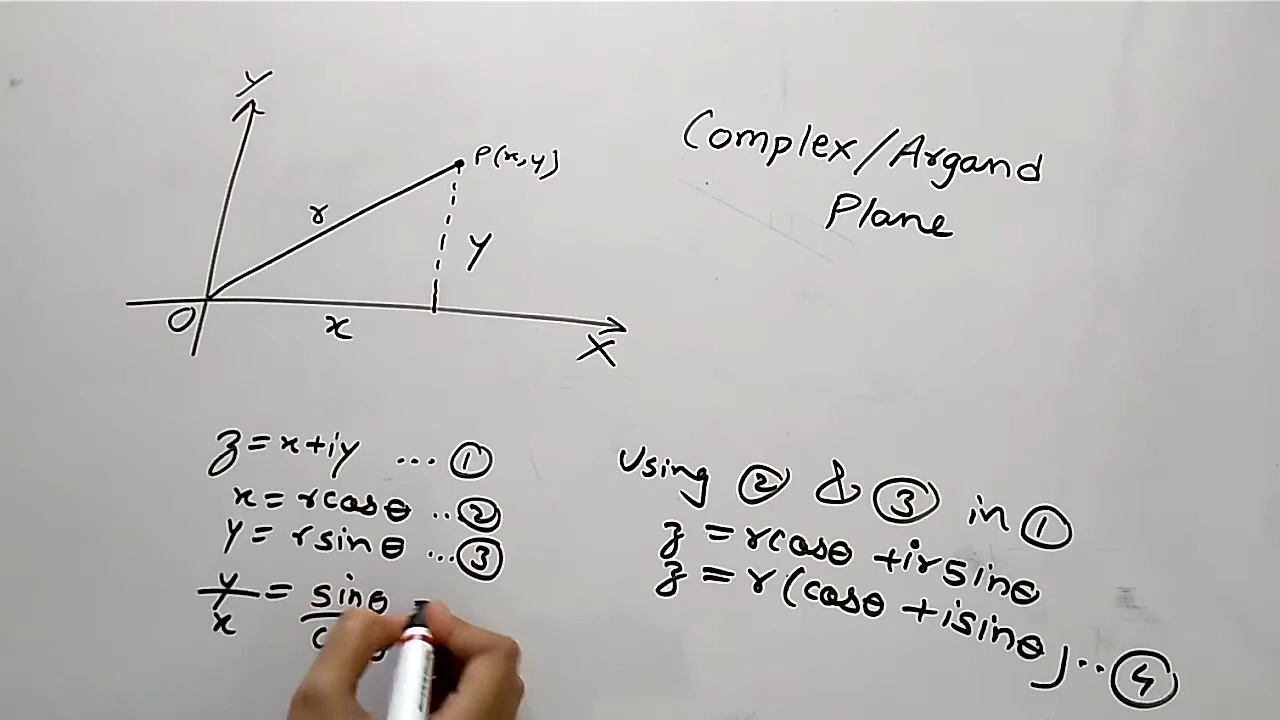 Y
P(x,y)
r
y
O
x
X
Complex/Argand
Plane
z = x+iy ... ①
x = rcosθ .. ②
y = rsinθ ... ③
y/x = sinθ
Using ② & ③ in ①
z = rcosθ +irsinθ
z = r(cosθ +isinθ) .. ④